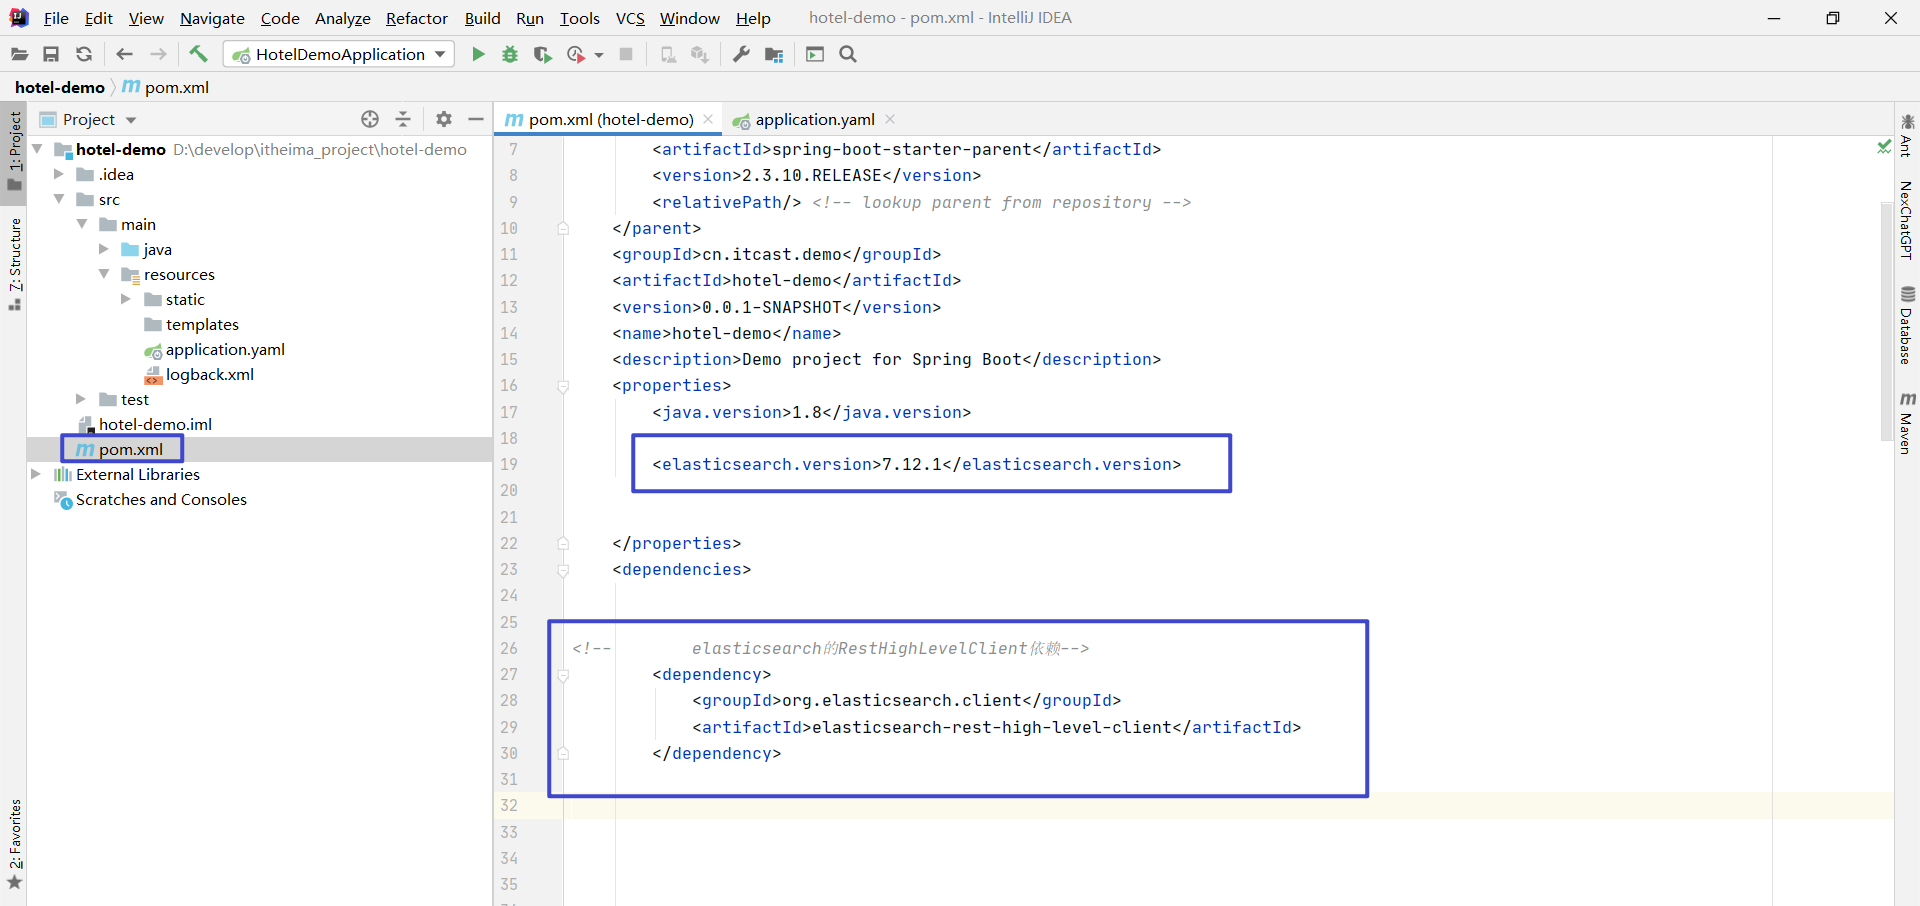 File Edit View Navigate Code Analyze Refactor Build Run Tools VCS Window Help hotel-demo - pom.xml - IntelliJ IDEA
HotelDemoApplication
hotel-demo pom.xml
Project
hotel-demo D:\develop\itheima_project\hotel-demo
.idea
src
main
java
resources
static
templates
application.yaml
logback.xml
test
hotel-demo.iml
pom.xml
External Libraries
Scratches and Consoles
1: Project
7: Structure
2: Favorites
pom.xml (hotel-demo) application.yaml
7 <artifactId>spring-boot-starter-parent</artifactId>
8 <version>2.3.10.RELEASE</version>
9 <relativePath/> <!-- lookup parent from repository -->
10 </parent>
11 <groupId>cn.itcast.demo</groupId>
12 <artifactId>hotel-demo</artifactId>
13 <version>0.0.1-SNAPSHOT</version>
14 <name>hotel-demo</name>
15 <description>Demo project for Spring Boot</description>
16 <properties>
17 <java.version>1.8</java.version>
18
19 <elasticsearch.version>7.12.1</elasticsearch.version>
20
21
22 </properties>
23 <dependencies>
24
25
26 <!-- elasticsearch的RestHighLevelClient依赖-->
27 <dependency>
28 <groupId>org.elasticsearch.client</groupId>
29 <artifactId>elasticsearch-rest-high-level-client</artifactId>
30 </dependency>
31
32
33
34
35
Ant
NexChatGPT
Database
Maven